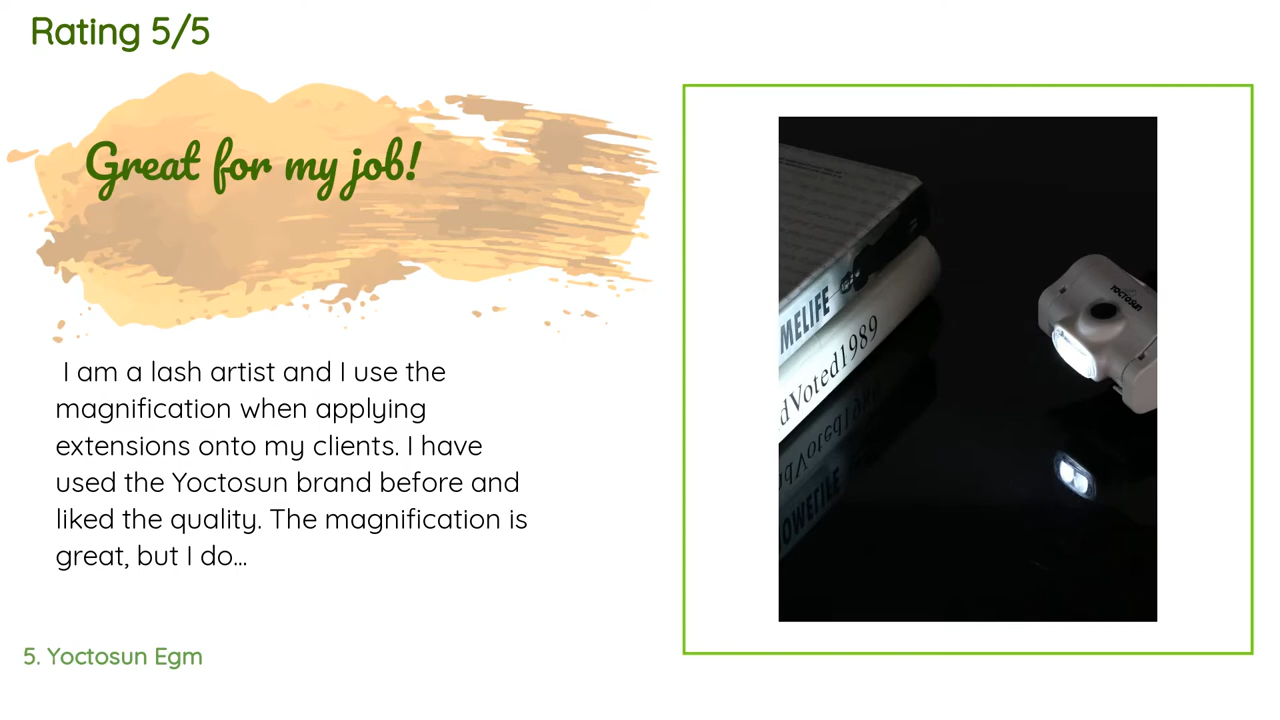 Rating 5/5
Great for my job!
I am a lash artist and I use the
magnification when applying
extensions onto my clients. I have
used the Yoctosun brand before and
liked the quality. The magnification is
great, but I do...
5. Yoctosun Egm
MELIFE
dVoted1989
YOCTOSUN